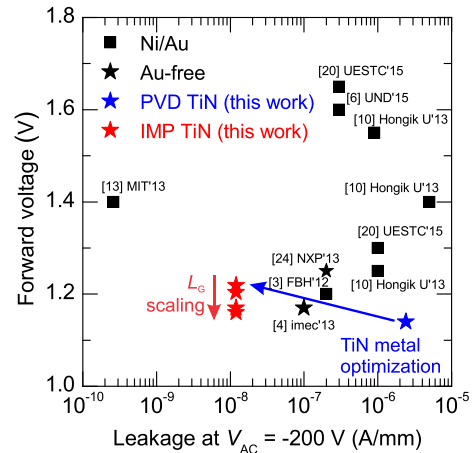 1.8
1.6
1.4
1.2
1.0
Forward voltage (V)
Ni/Au
Au-free
PVD TiN (this work)
IMP TiN (this work)
[20] UESTC'15
[6] UND'15
[10] Hongik U'13
[13] MIT'13
[10] Hongik U'13
[20] UESTC'15
[24] NXP'13
[10] Hongik U'13
[3] FBH'12
LG
scaling
[4] imec'13
TiN metal
optimization
10⁻¹⁰ 10⁻⁹ 10⁻⁸ 10⁻⁷ 10⁻⁶ 10⁻⁵
Leakage at VAC = -200 V (A/mm)